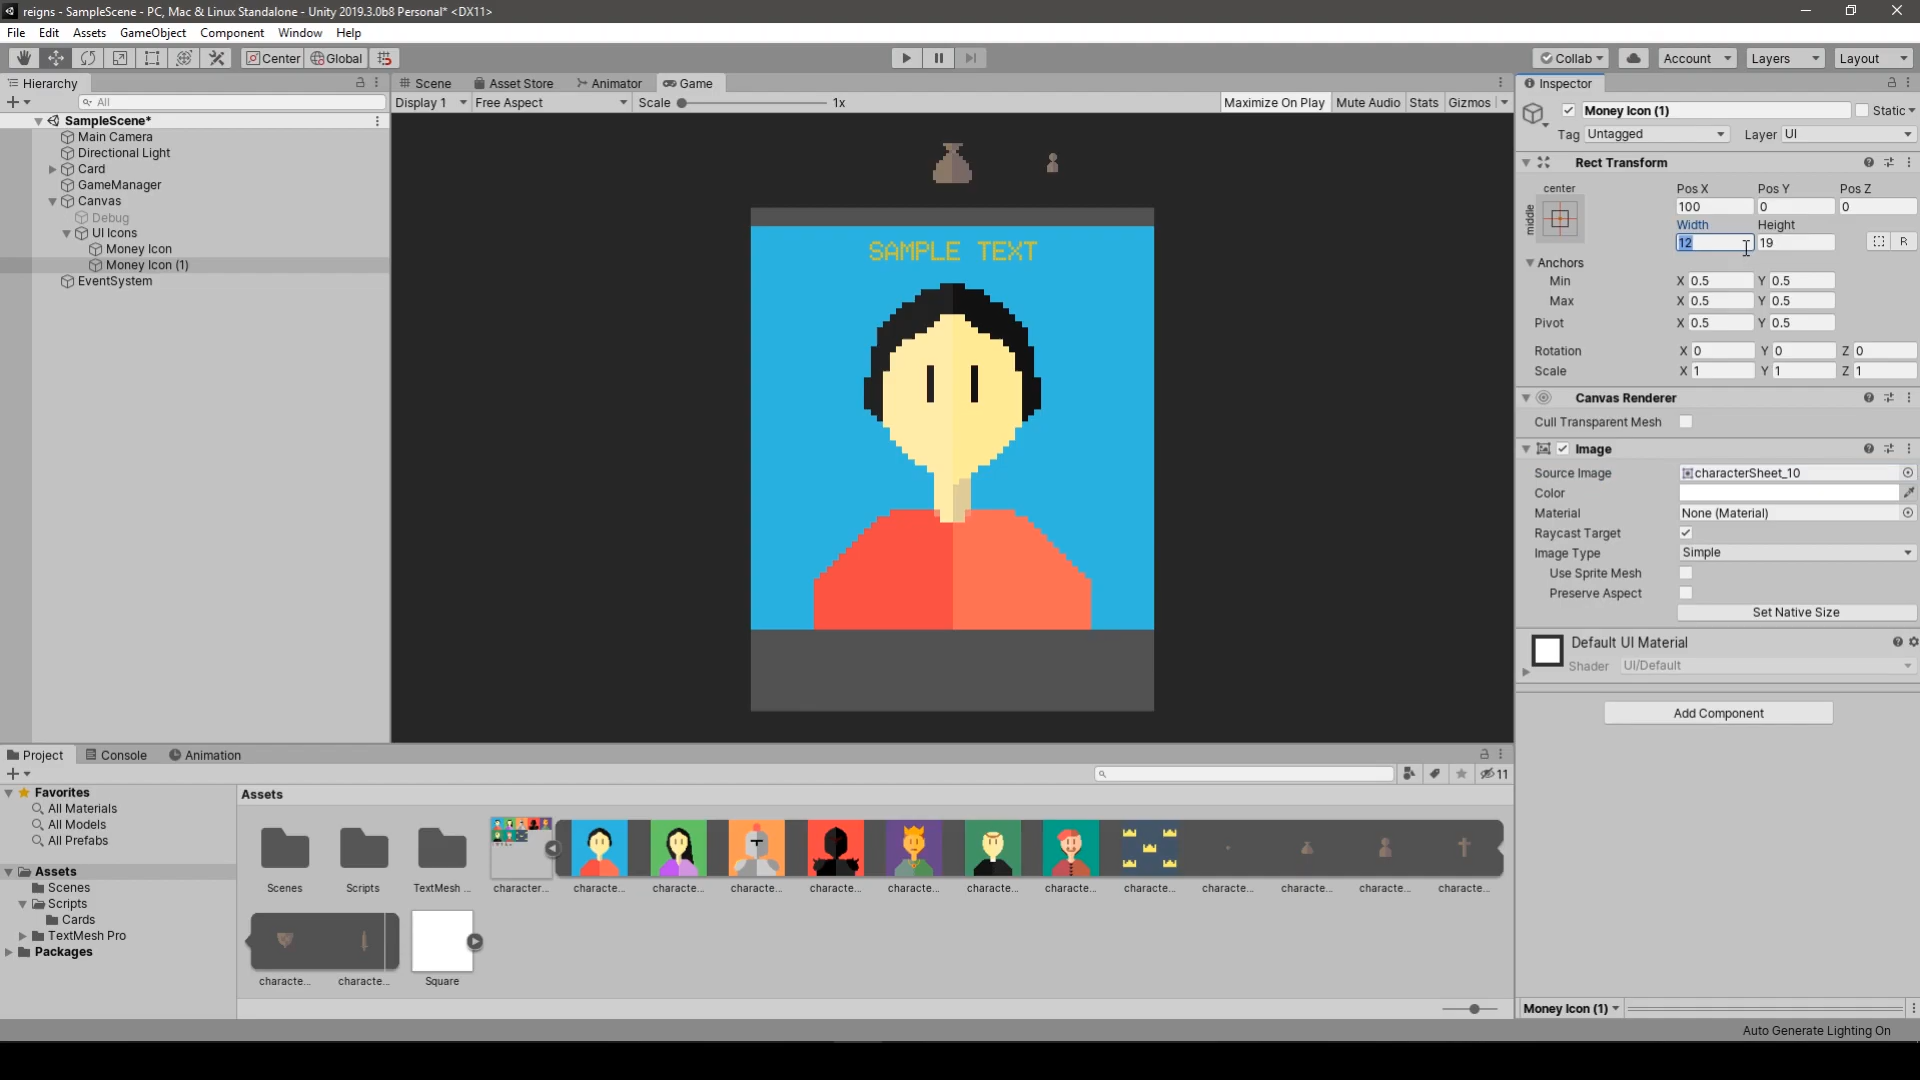 reigns - SampleScene - PC, Mac & Linux Standalone - Unity 2019.3.0b8 Personal* <DX11>
File Edit Assets GameObject Component Window Help
Center Global Collab Account Layers Layout
Hierarchy
All
SampleScene*
Main Camera
Directional Light
Card
GameManager
Canvas
Debug
UI Icons
Money Icon
Money Icon (1)
EventSystem
Scene Asset Store Animator Game
Display 1 Free Aspect Scale 1x Maximize On Play Mute Audio Stats Gizmos
SAMPLE TEXT
Inspector
Money Icon (1) Static
Tag Untagged Layer UI
Rect Transform
center
middle
Pos X Pos Y Pos Z
100 0 0
Width Height
12 19 R
Anchors
Min X 0.5 Y 0.5
Max X 0.5 Y 0.5
Pivot X 0.5 Y 0.5
Rotation X 0 Y 0 Z 0
Scale X 1 Y 1 Z 1
Canvas Renderer
Cull Transparent Mesh
Image
Source Image characterSheet_10
Color
Material None (Material)
Raycast Target
Image Type Simple
Use Sprite Mesh
Preserve Aspect
Set Native Size
Default UI Material
Shader UI/Default
Add Component
Money Icon (1)
Project Console Animation
11
Favorites
All Materials
All Models
All Prefabs
Assets
Scenes
Scripts
Cards
TextMesh Pro
Packages
Assets
Scenes Scripts TextMesh ... character... characte... characte... characte... characte... characte... characte... characte... characte... characte... characte... characte... characte...
characte... characte... Square
Auto Generate Lighting On